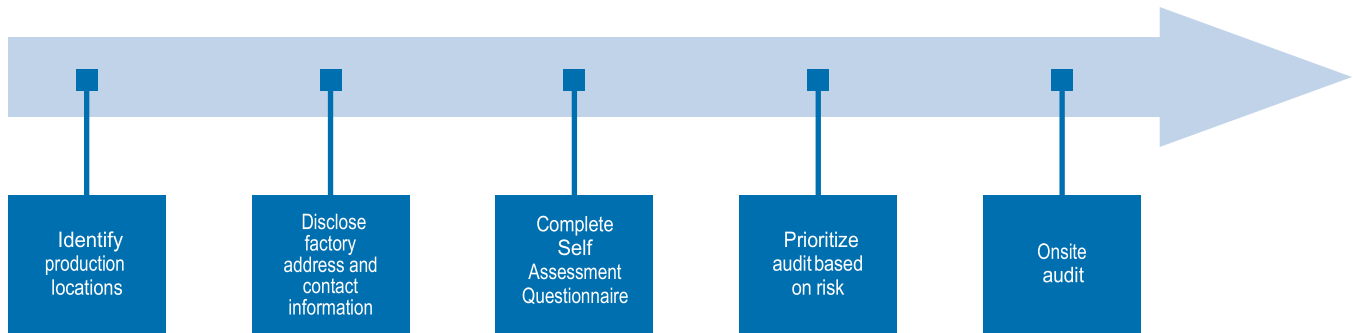 Identify
production
locations
Disclose
factory
address and
contact
information
Complete
Self
Assessment
Questionnaire
Prioritize
audit based
on risk
Onsite
audit